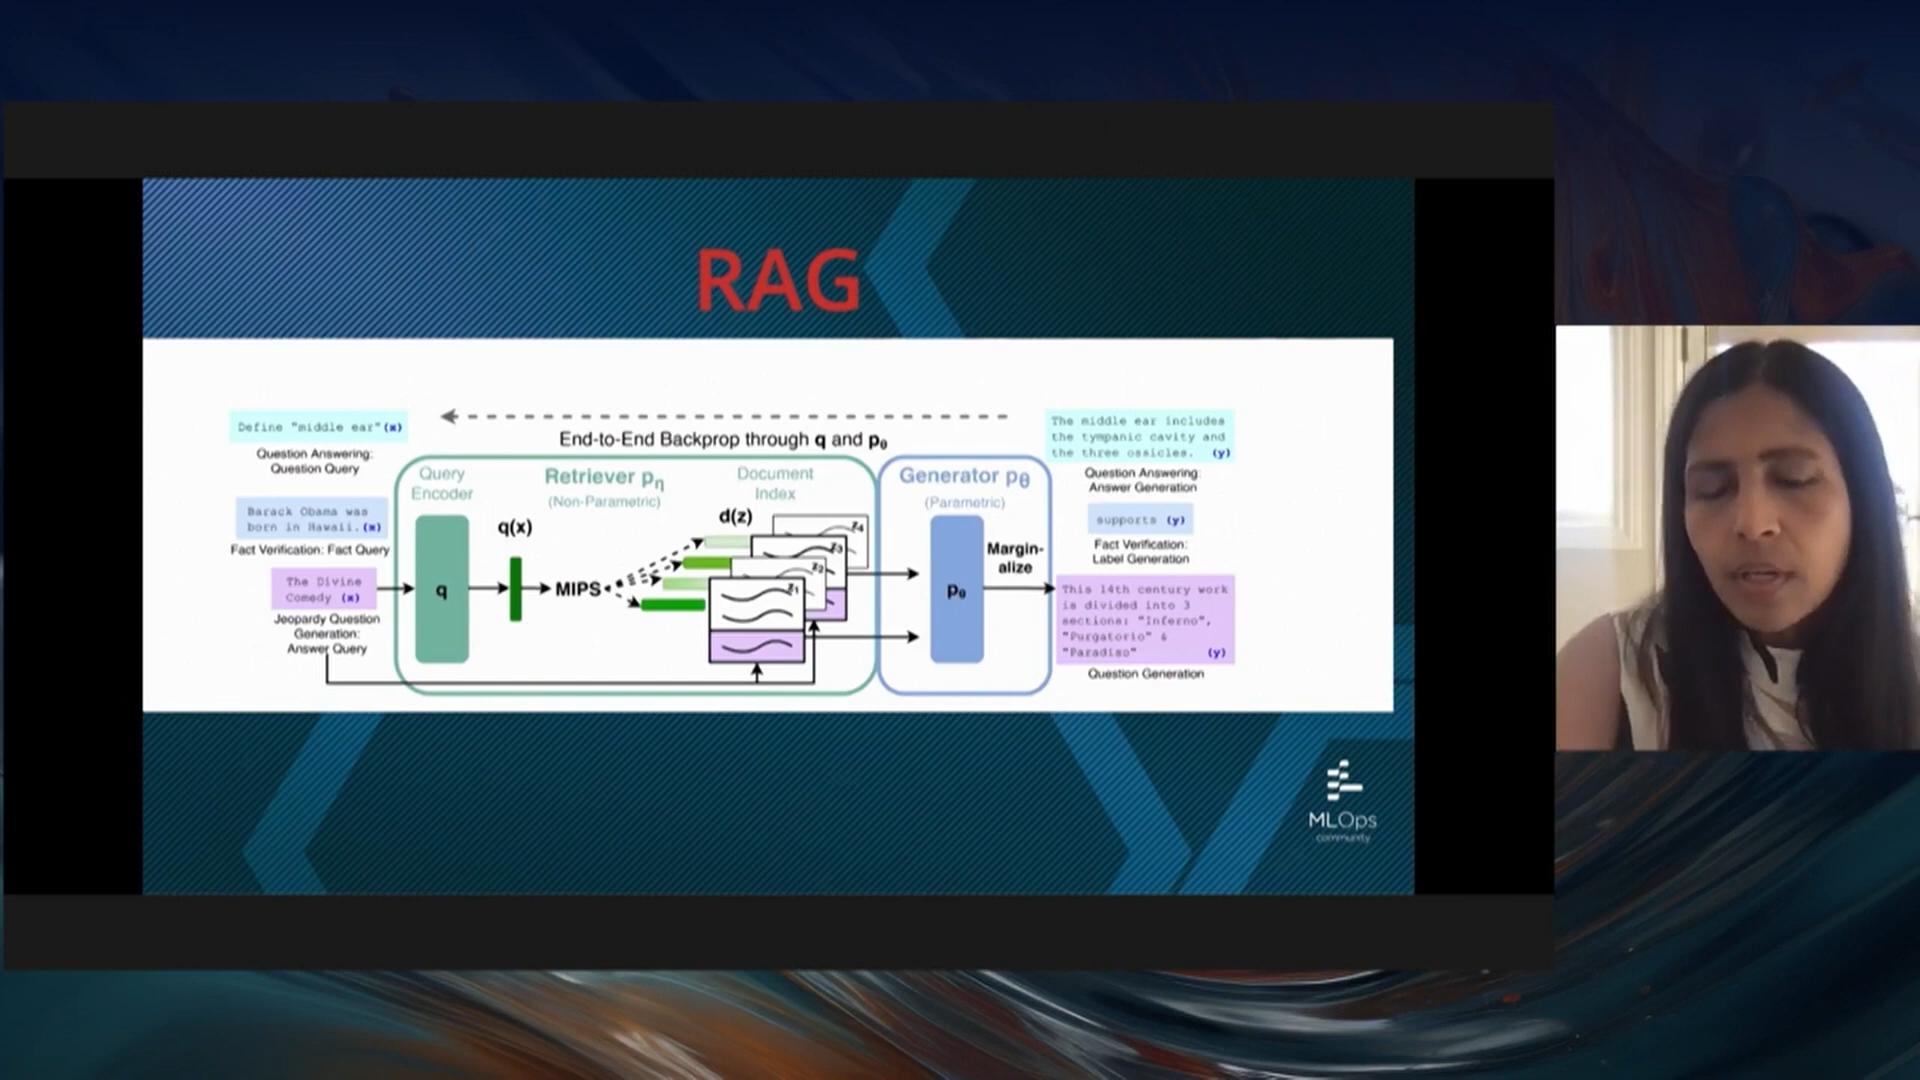 RAG
Define "middle ear"(x)
Question Answering:
Question Query
Barack Obama was
born in Hawaii.(x)
Fact Verification: Fact Query
The Divine
Comedy (x)
Jeopardy Question
Generation:
Answer Query
End-to-End Backprop through q and pθ
Query
Encoder
q
q(x)
Retriever pη
(Non-Parametric)
MIPS
Document
Index
d(z)
z4
z3
z2
z1
Generator pθ
(Parametric)
pθ
Margin-
alize
The middle ear includes
the tympanic cavity and
the three ossicles. (y)
Question Answering:
Answer Generation
supports (y)
Fact Verification:
Label Generation
This 14th century work
is divided into 3
sections: "Inferno",
"Purgatorio" &
"Paradiso" (y)
Question Generation
MLOps
community